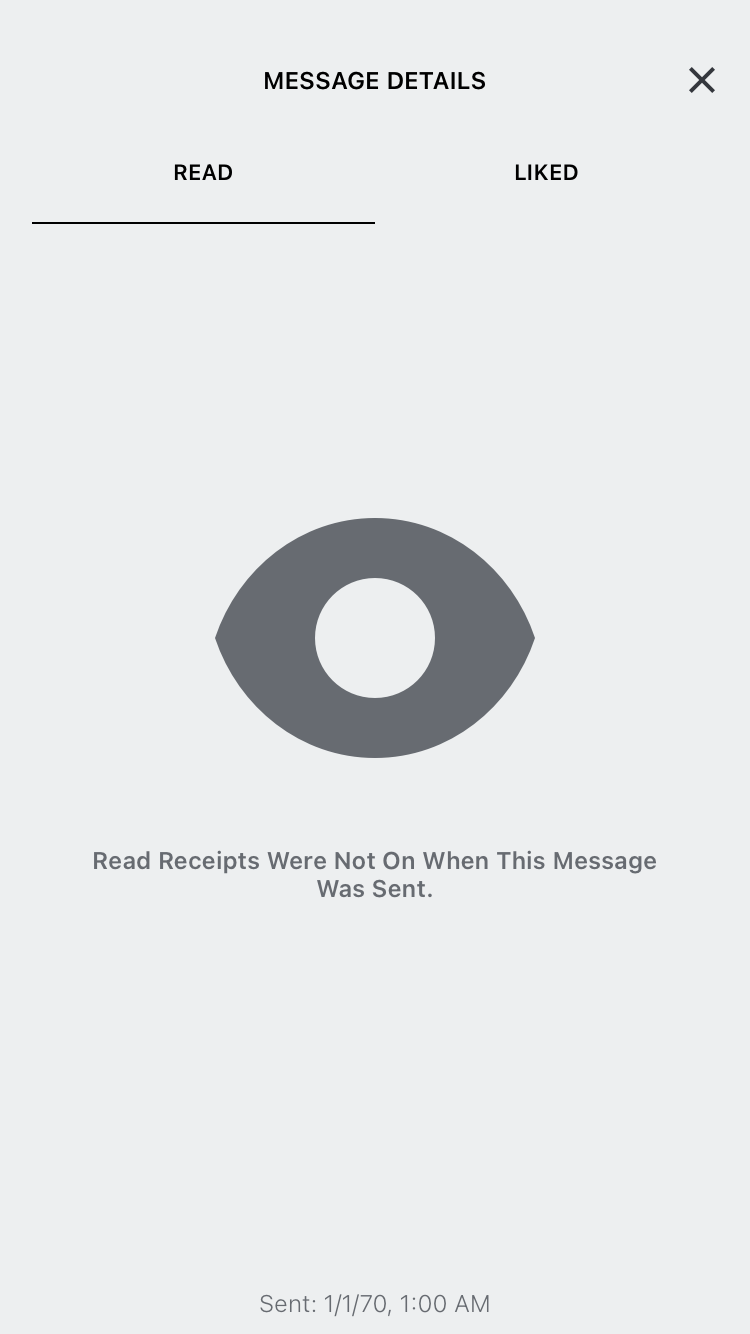 MESSAGE DETAILS
READ
LIKED
Read Receipts Were Not On When This Message
Was Sent.
Sent: 1/1/70, 1:00 AM